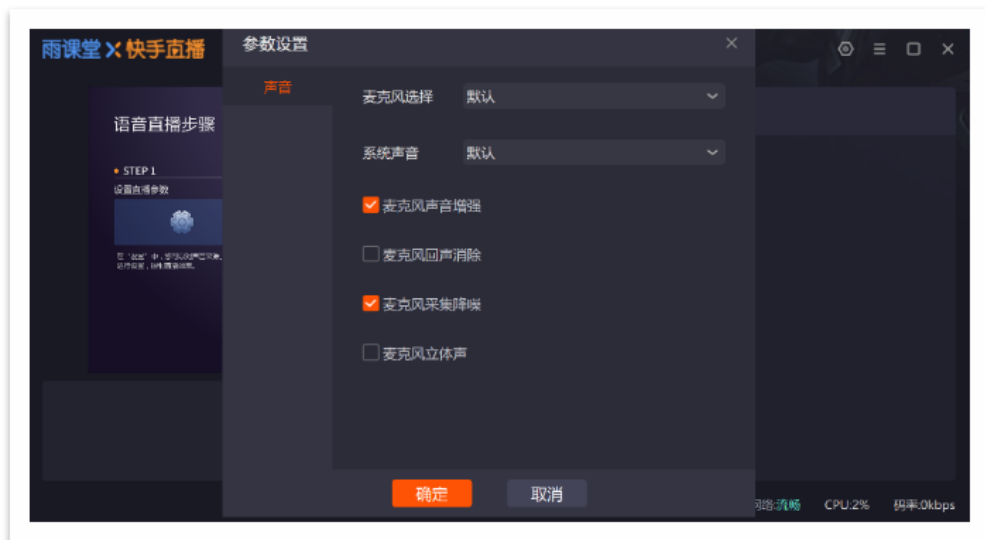 雨课堂X快手直播
参数设置
声音
麦克风选择 默认
系统声音 默认
麦克风声音增强
麦克风回声消除
麦克风采集降噪
麦克风立体声
确定 取消
语音直播步骤
STEP 1
设置直播参数
网络:流畅 CPU:2% 码率:0kbps